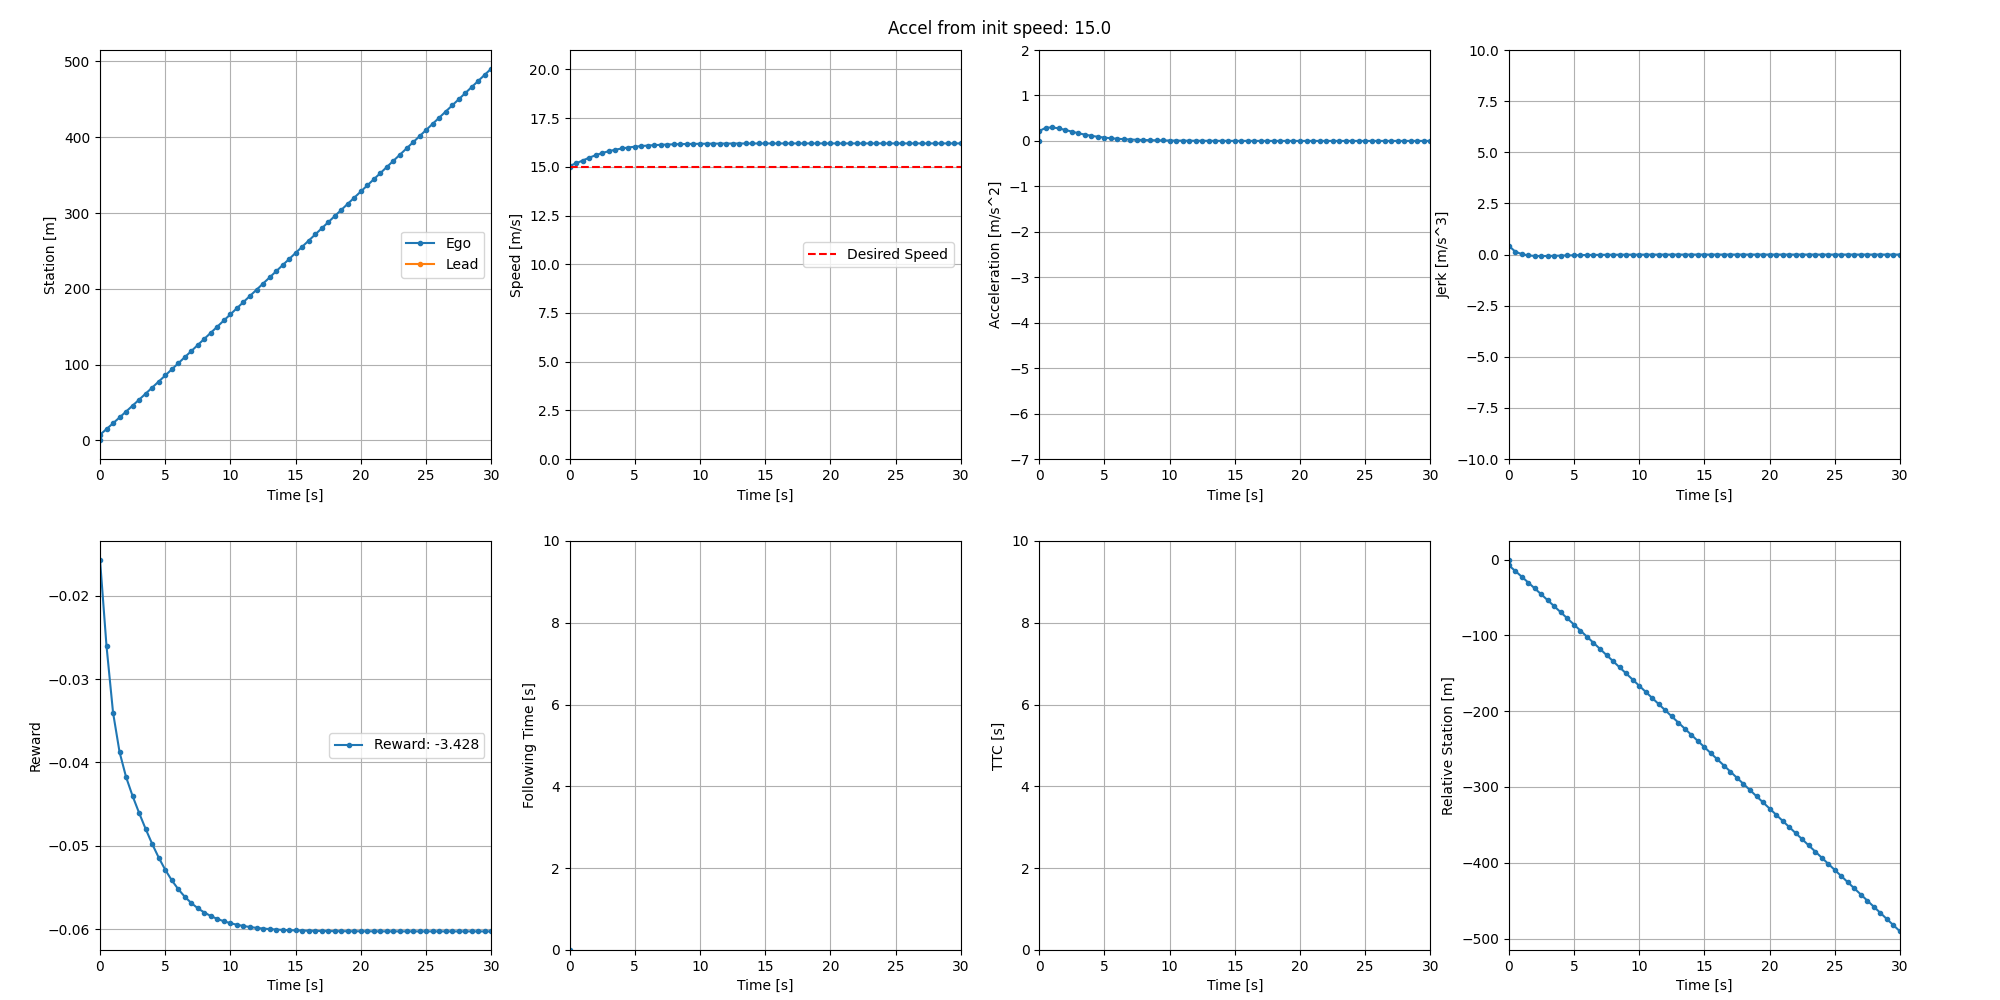 Accel from init speed: 15.0
Station [m]
500
400
300
200
100
0
Ego
Lead
0 5 10 15 20 25 30
Time [s]
Speed [m/s]
20.0
17.5
15.0
12.5
10.0
7.5
5.0
2.5
0.0
Desired Speed
0 5 10 15 20 25 30
Time [s]
Acceleration [m/s^2]
2
1
0
−1
−2
−3
−4
−5
−6
−7
0 5 10 15 20 25 30
Time [s]
Jerk [m/s^3]
10.0
7.5
5.0
2.5
0.0
−2.5
−5.0
−7.5
−10.0
0 5 10 15 20 25 30
Time [s]
Reward
−0.02
−0.03
−0.04
−0.05
−0.06
Reward: -3.428
0 5 10 15 20 25 30
Time [s]
Following Time [s]
10
8
6
4
2
0
0 5 10 15 20 25 30
Time [s]
TTC [s]
10
8
6
4
2
0
0 5 10 15 20 25 30
Time [s]
Relative Station [m]
0
−100
−200
−300
−400
−500
0 5 10 15 20 25 30
Time [s]